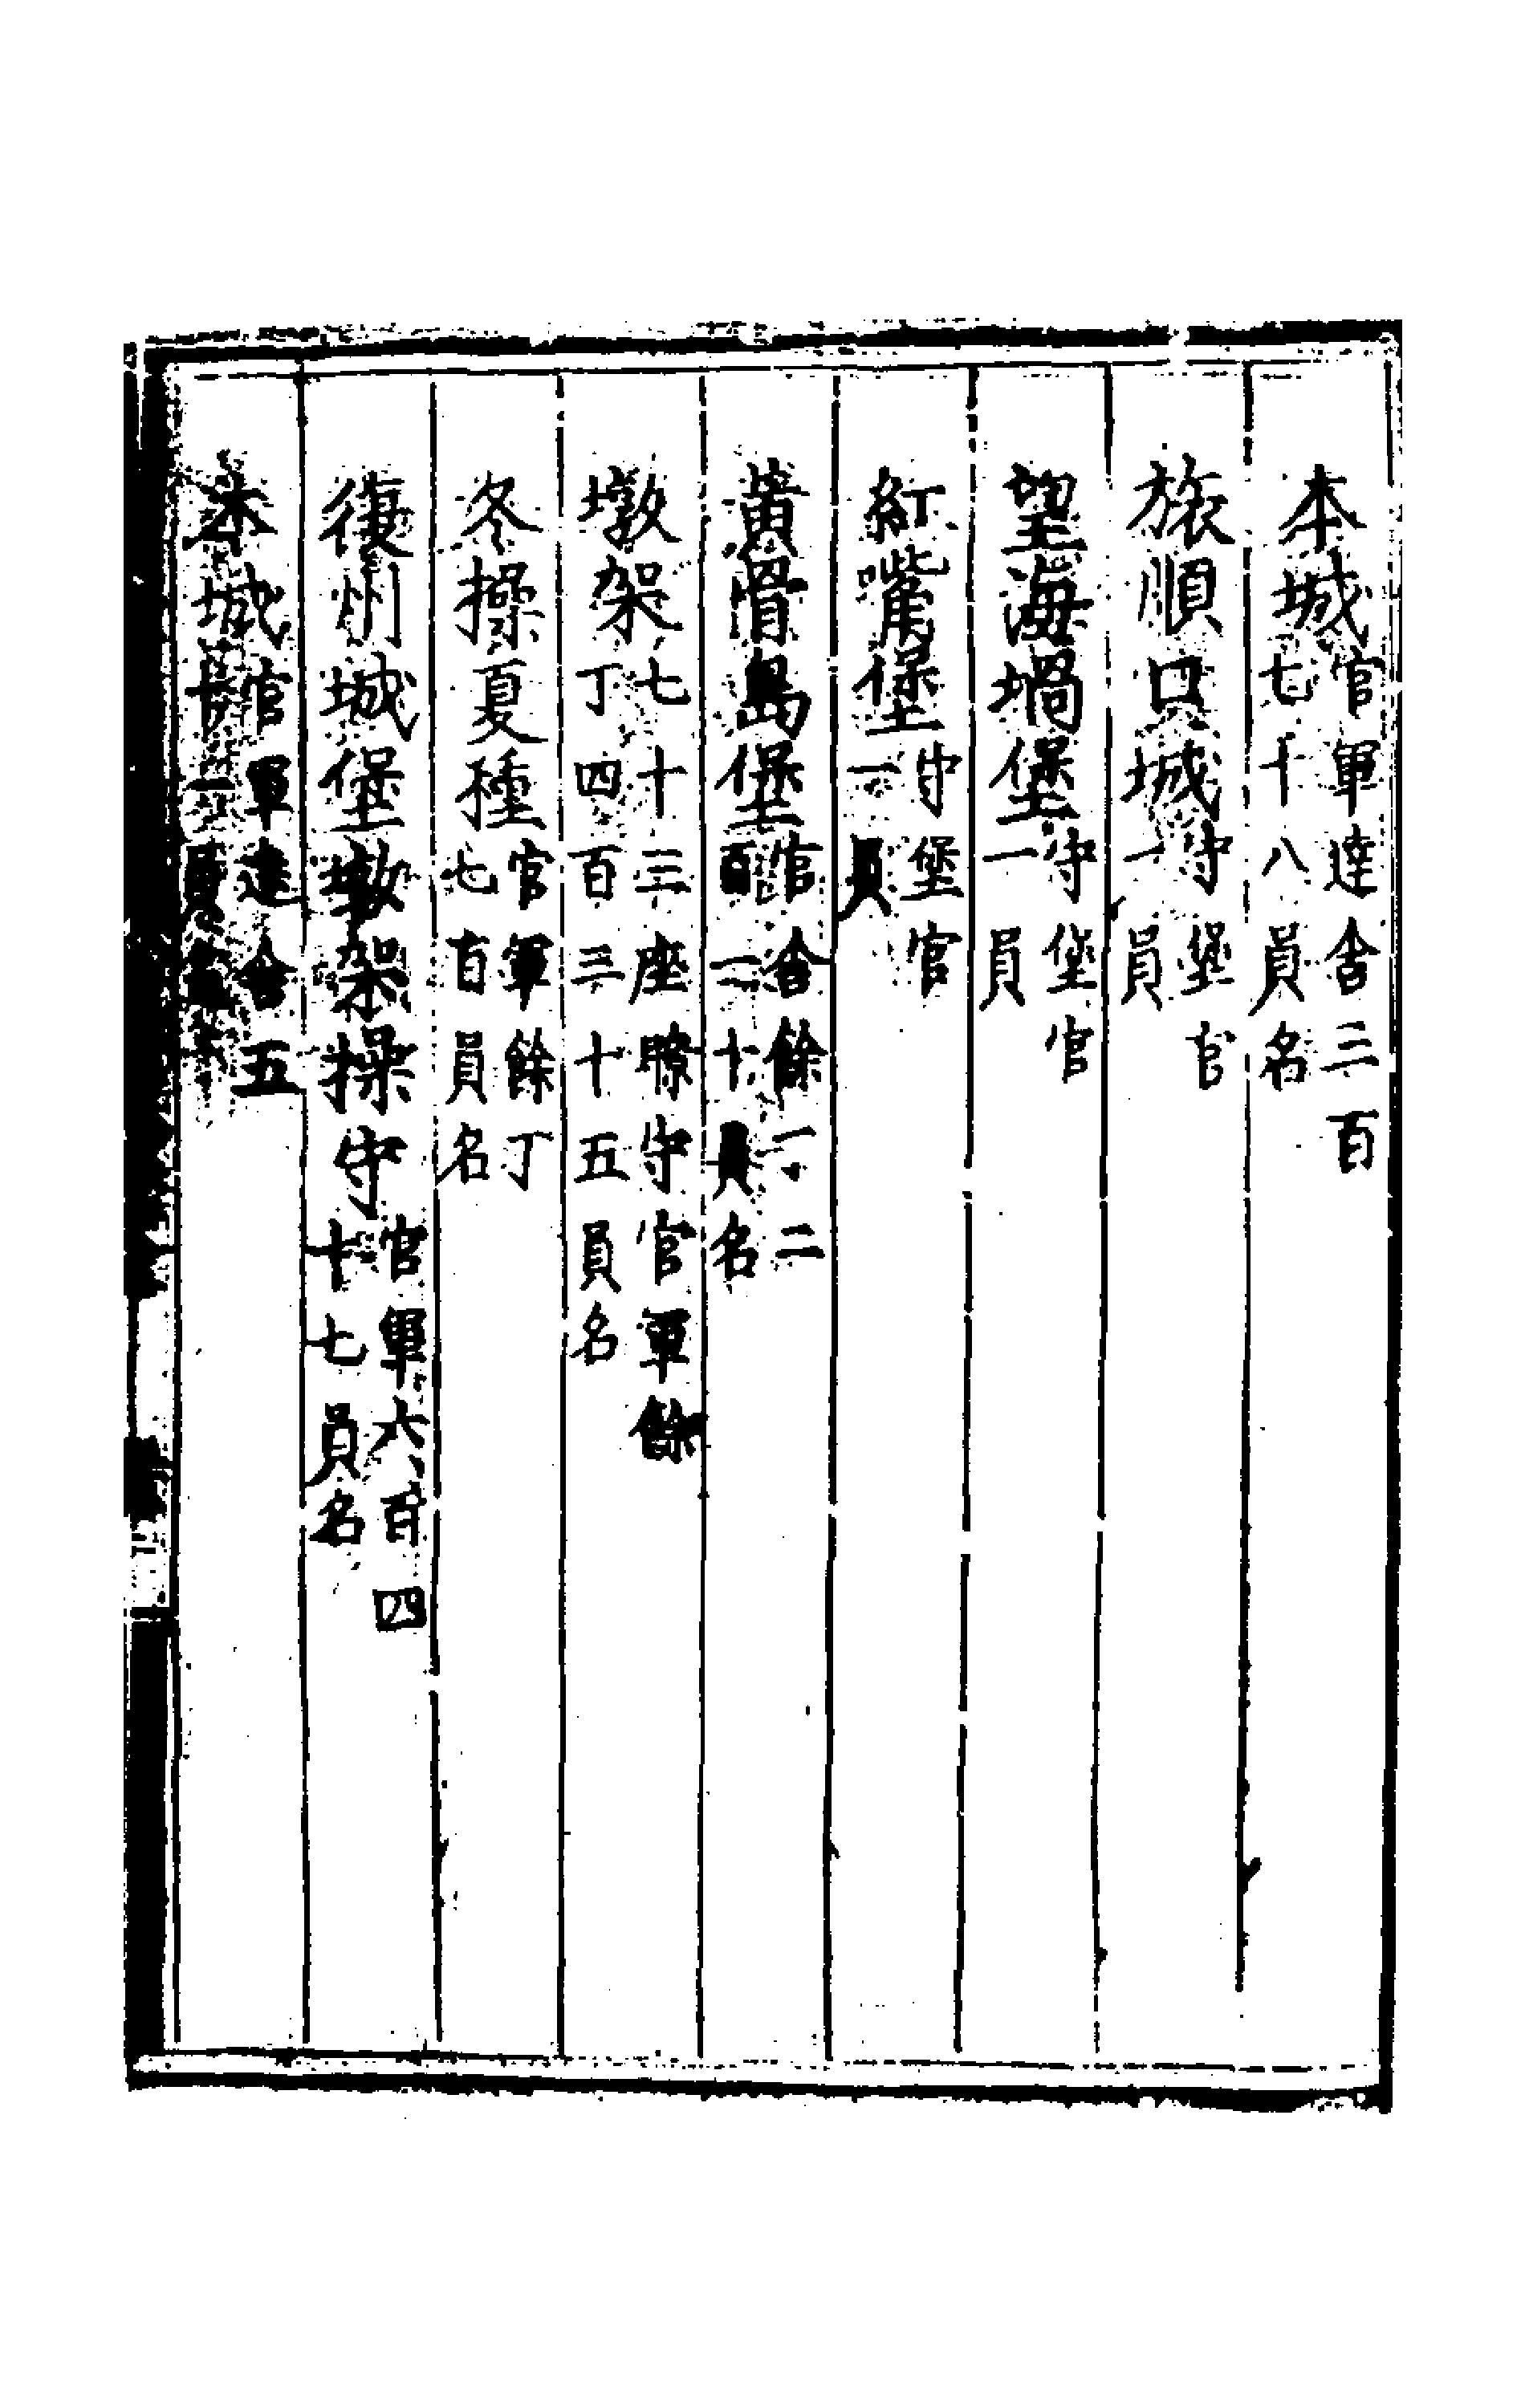 本城官軍達舍三百七十八員名
旅順口城守堡官一員
望海堝堡守堡官一員
紅嘴堡守堡官一員
黃骨島堡官舍餘一二百二十員名
墩架七十三座瞭守官軍餘丁四百三十五員名
冬操夏種官軍餘丁七百員名
復州城堡墩架操守官軍六百四十七員名
本城官軍達舍五十一員名